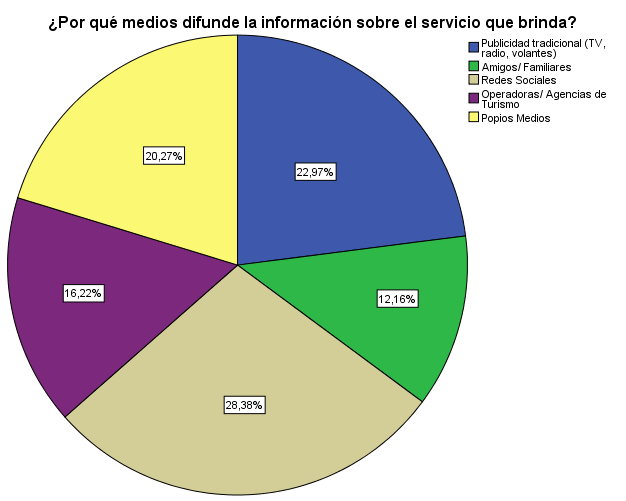 ¿Por qué medios difunde la información sobre el servicio que brinda?
Publicidad tradicional (TV,
radio, volantes)
Amigos/ Familiares
Redes Sociales
Operadoras/ Agencias de
Turismo
Popios Medios
20,27%
22,97%
16,22%
12,16%
28,38%